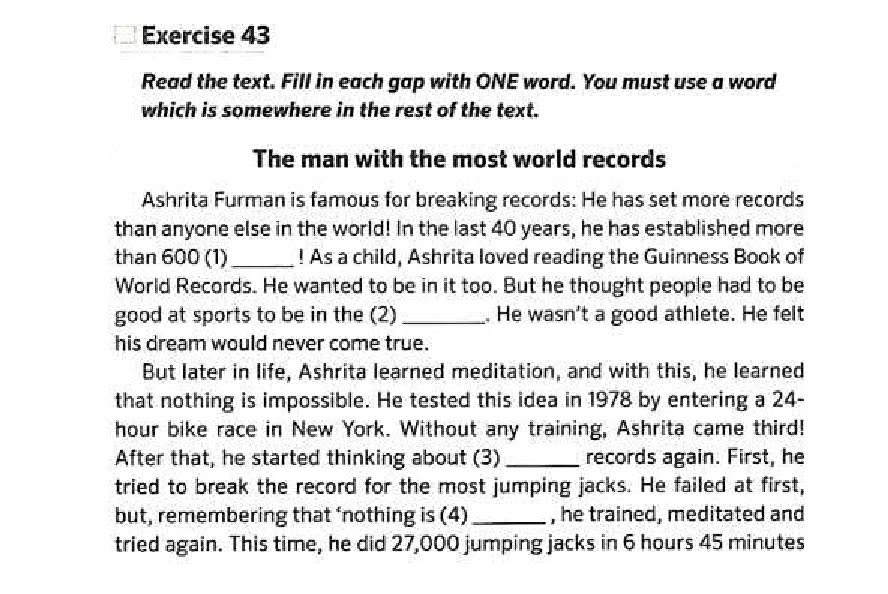 Exercise 43
Read the text. Fill in each gap with ONE word. You must use a word
which is somewhere in the rest of the text.
The man with the most world records
Ashrita Furman is famous for breaking records: He has set more records
than anyone else in the world! In the last 40 years, he has established more
than 600 (1) ______ ! As a child, Ashrita loved reading the Guinness Book of
World Records. He wanted to be in it too. But he thought people had to be
good at sports to be in the (2) ________. He wasn't a good athlete. He felt
his dream would never come true.
But later in life, Ashrita learned meditation, and with this, he learned
that nothing is impossible. He tested this idea in 1978 by entering a 24-
hour bike race in New York. Without any training, Ashrita came third!
After that, he started thinking about (3) _______ records again. First, he
tried to break the record for the most jumping jacks. He failed at first,
but, remembering that ‘nothing is (4) _______ , he trained, meditated and
tried again. This time, he did 27,000 jumping jacks in 6 hours 45 minutes